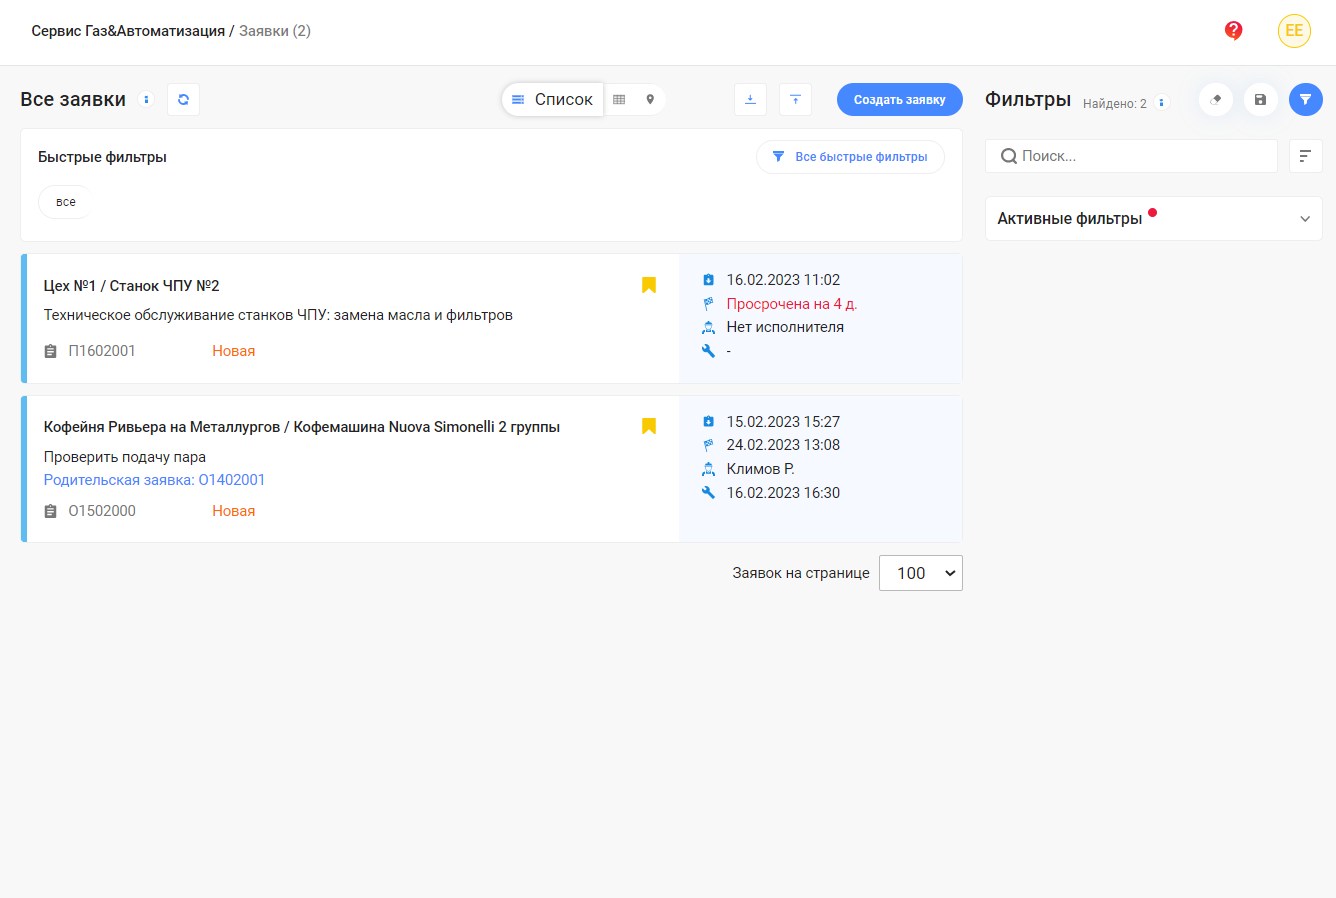 Сервис Газ&Автоматизация / Заявки (2)
?
EE
Все заявки
Список
Создать заявку
Фильтры
Найдено: 2
Быстрые фильтры
Все быстрые фильтры
все
Поиск...
Активные фильтры
Цех №1 / Станок ЧПУ №2
Техническое обслуживание станков ЧПУ: замена масла и фильтров
П1602001
Новая
16.02.2023 11:02
Просрочена на 4 д.
Нет исполнителя
-
Кофейня Ривьера на Металлургов / Кофемашина Nuova Simonelli 2 группы
Проверить подачу пара
Родительская заявка: О1402001
О1502000
Новая
15.02.2023 15:27
24.02.2023 13:08
Климов Р.
16.02.2023 16:30
Заявок на странице
100